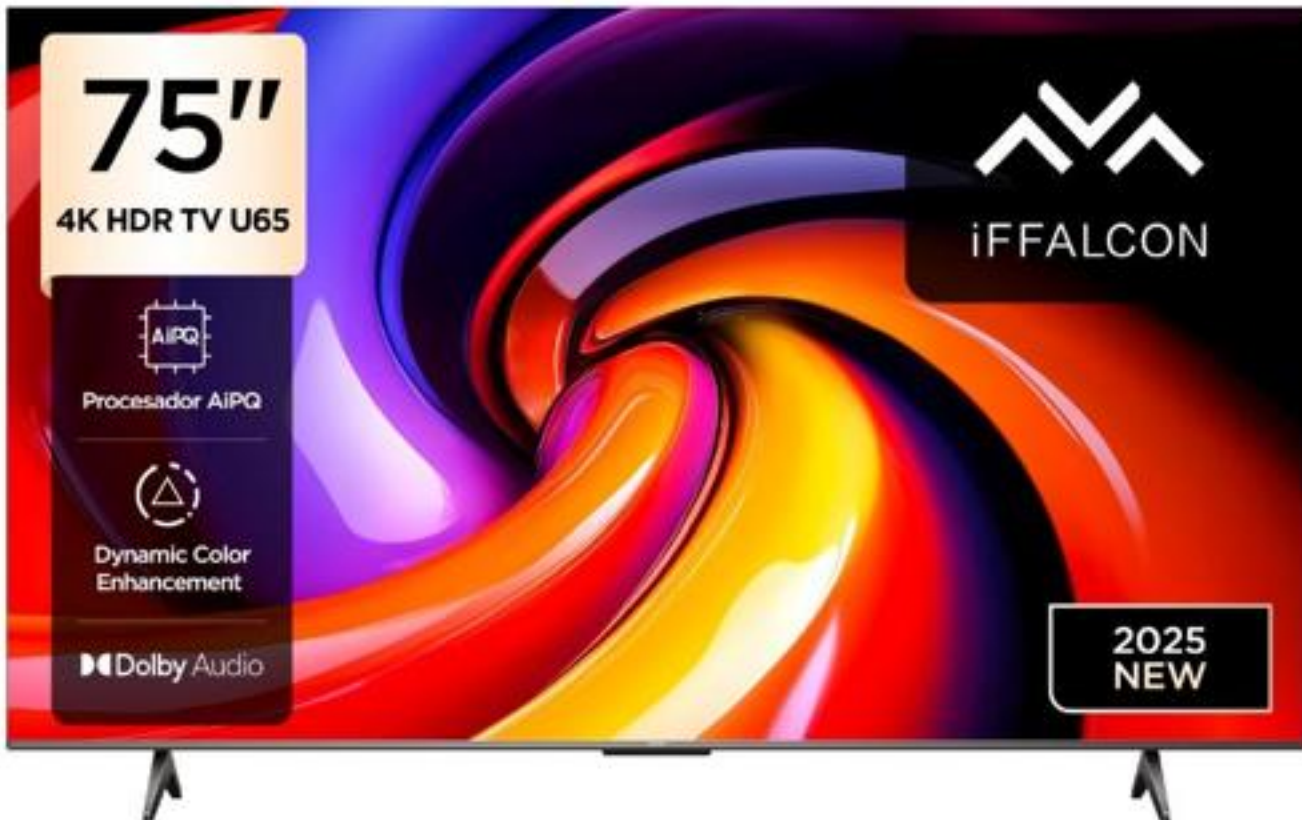 75"
4K HDR TV U65
AiPQ
Procesador AiPQ
Dynamic Color
Enhancement
Dolby Audio
iFFALCON
2025
NEW